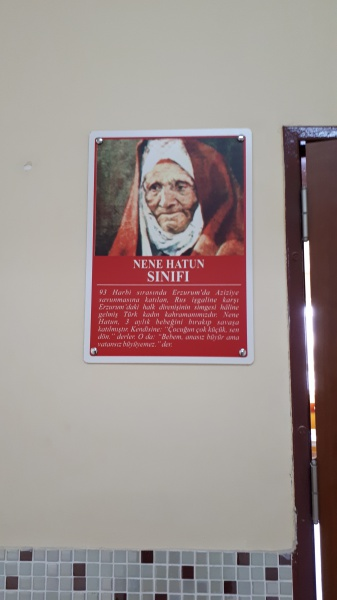 NENE HATUN
SINIFI
93 Harbi sırasında Erzurum'da Aziziye
savunmasına katılan, Rus işgaline karşı
Erzurum'daki halk direnişinin simgesi hâline
gelmiş Türk kadın kahramanımızdır. Nene
Hatun, 3 aylık bebeğini bırakıp savaşa
katılmıştır. Kendisine: "Çocuğun çok küçük, sen
dön." derler. O da: "Bebem, anasız büyür ama
vatansız büyüyemez." der.